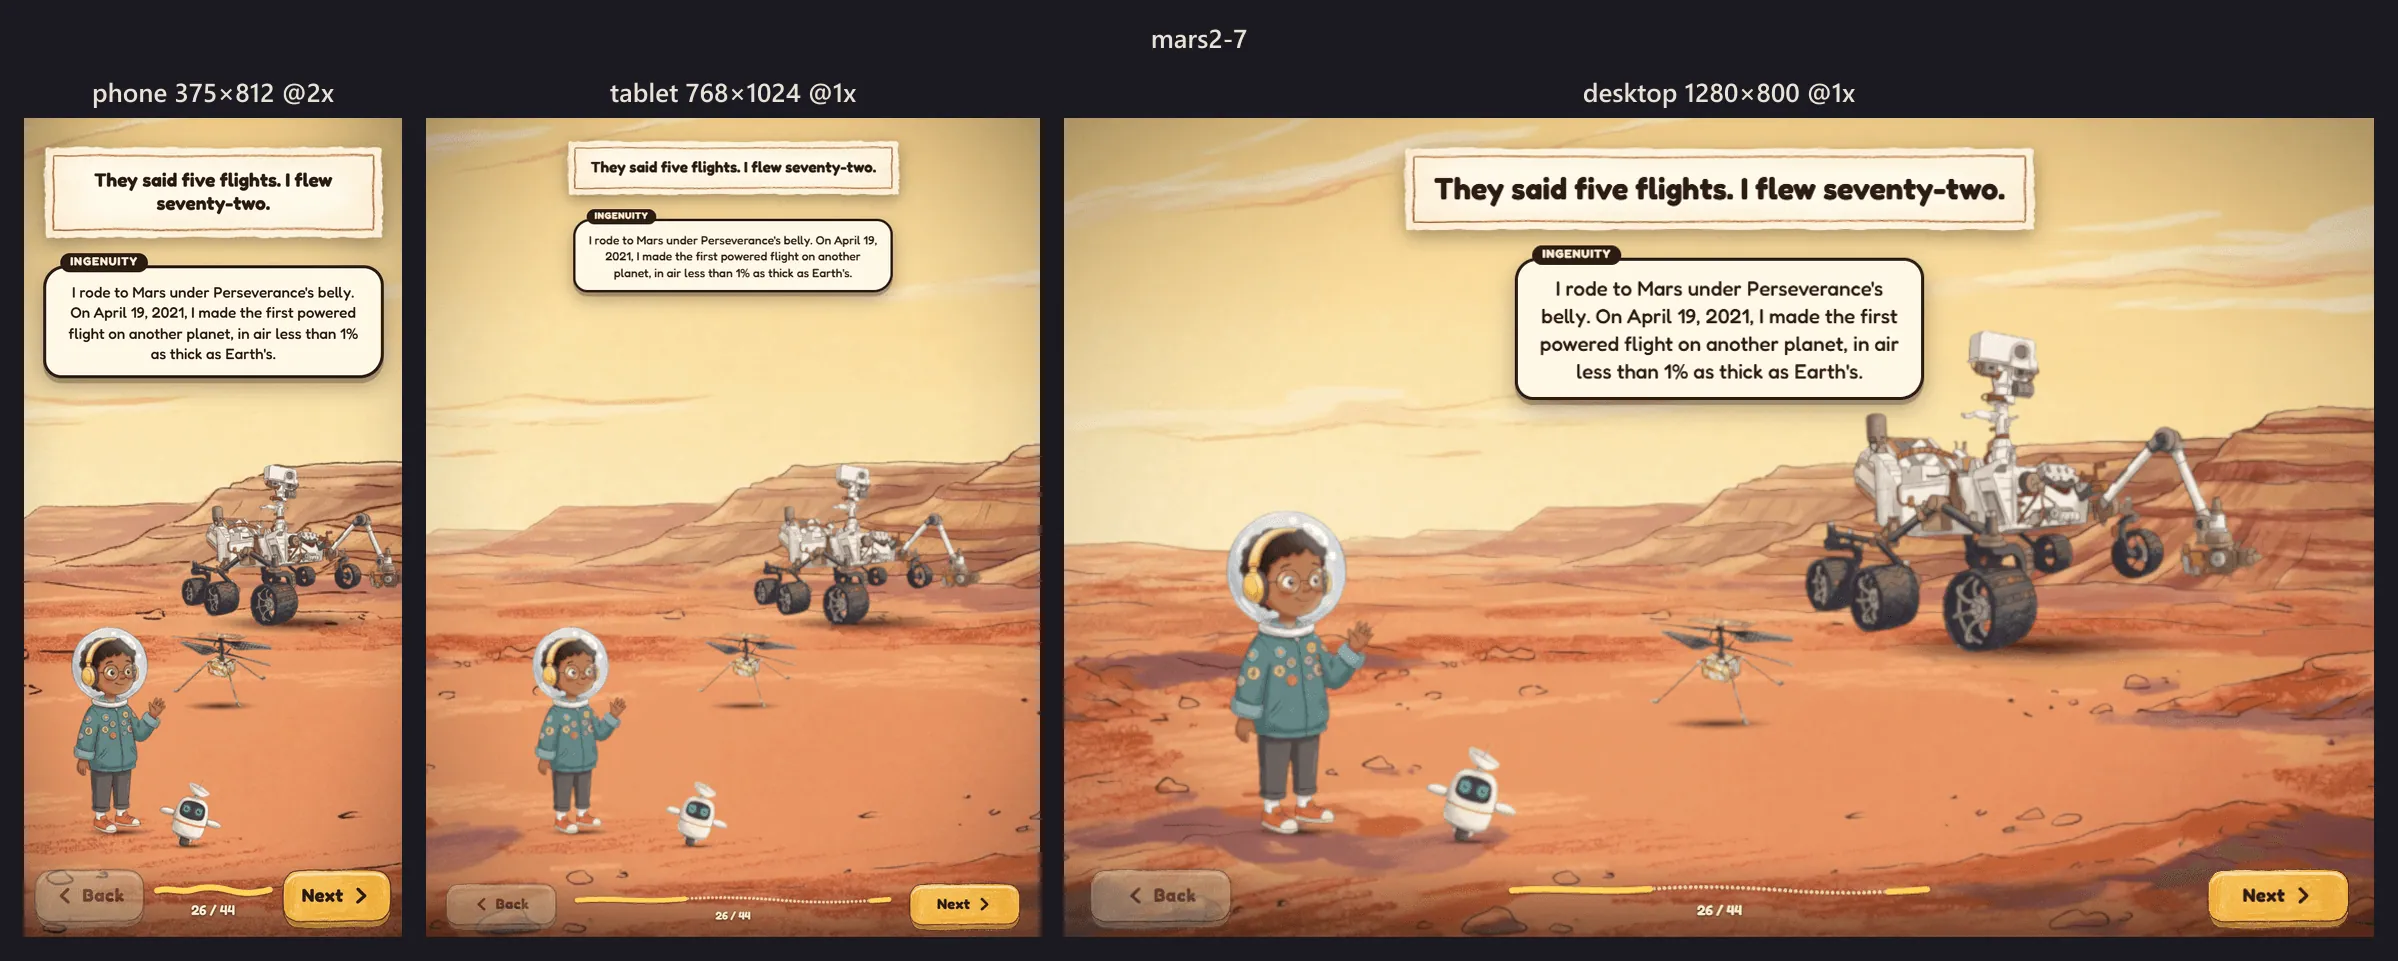 mars2-7
phone 375×812 @2x
They said five flights. I flew
seventy-two.
INGENUITY
I rode to Mars under Perseverance's belly.
On April 19, 2021, I made the first powered
flight on another planet, in air less than 1%
as thick as Earth's.
Back
26 / 44
Next
tablet 768×1024 @1x
They said five flights. I flew seventy-two.
INGENUITY
I rode to Mars under Perseverance's belly. On April 19,
2021, I made the first powered flight on another
planet, in air less than 1% as thick as Earth's.
Back
26 / 44
Next
desktop 1280×800 @1x
They said five flights. I flew seventy-two.
INGENUITY
I rode to Mars under Perseverance's
belly. On April 19, 2021, I made the first
powered flight on another planet, in air
less than 1% as thick as Earth's.
Back
26 / 44
Next